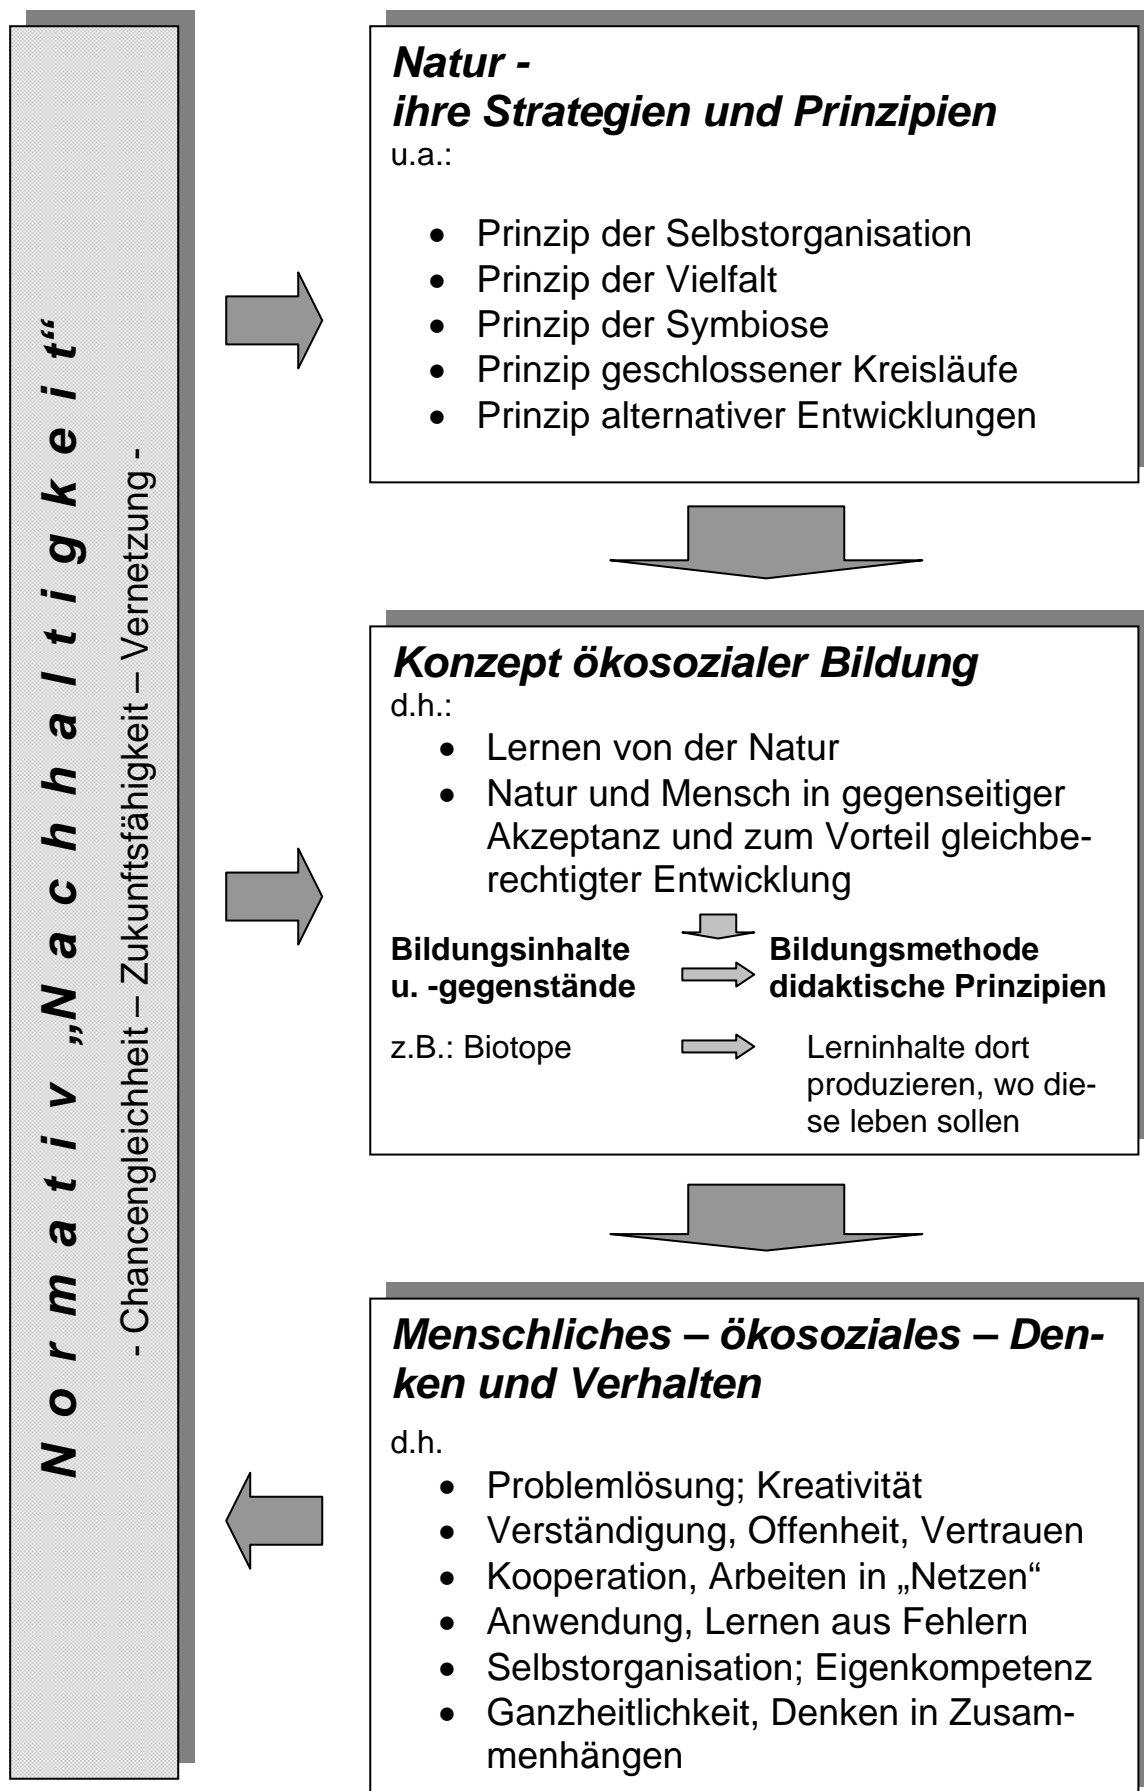 Normativ „Nachhaltigkeit“
- Chancengleichheit – Zukunftsfähigkeit – Vernetzung -
Natur -
ihre Strategien und Prinzipien
u.a.:
• Prinzip der Selbstorganisation
• Prinzip der Vielfalt
• Prinzip der Symbiose
• Prinzip geschlossener Kreisläufe
• Prinzip alternativer Entwicklungen
Konzept ökosozialer Bildung
d.h.:
• Lernen von der Natur
• Natur und Mensch in gegenseitiger
Akzeptanz und zum Vorteil gleichbe-
rechtigter Entwicklung
Bildungsinhalte
u. -gegenstände
Bildungsmethode
didaktische Prinzipien
z.B.: Biotope
Lerninhalte dort
produzieren, wo die-
se leben sollen
Menschliches – ökosoziales – Den-
ken und Verhalten
d.h.
• Problemlösung; Kreativität
• Verständigung, Offenheit, Vertrauen
• Kooperation, Arbeiten in „Netzen“
• Anwendung, Lernen aus Fehlern
• Selbstorganisation; Eigenkompetenz
• Ganzheitlichkeit, Denken in Zusam-
menhängen